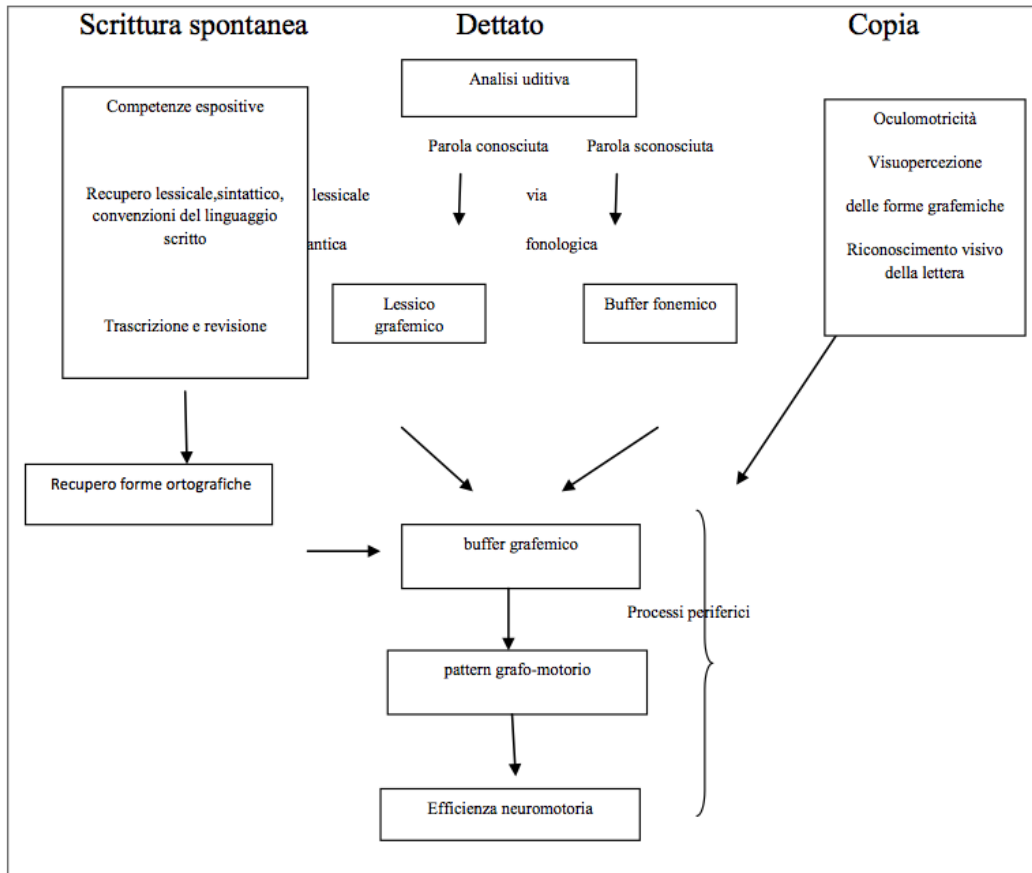 Scrittura spontanea
Dettato
Copia
Analisi uditiva
Competenze espositive
Oculomotricità
Parola conosciuta
Parola sconosciuta
Visuopercezione
Recupero lessicale,sintattico,
convenzioni del linguaggio
scritto
lessicale
via
delle forme grafemiche
antica
fonologica
Riconoscimento visivo
della lettera
Lessico
grafemico
Buffer fonemico
Trascrizione e revisione
Recupero forme ortografiche
buffer grafemico
Processi periferici
pattern grafo-motorio
Efficienza neuromotoria